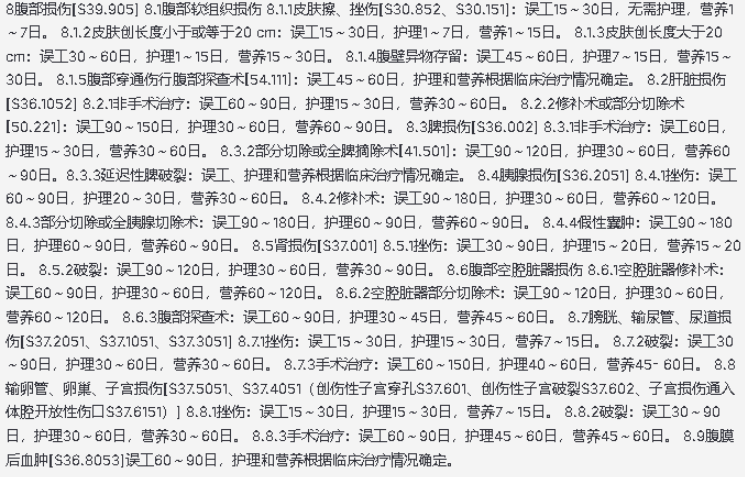 8腹部损伤[S39.905] 8.1腹部软组织损伤 8.1.1皮肤擦、挫伤[S30.852、S30.151]：误工15～30日，无需护理，营养1
～7日。 8.1.2皮肤创长度小于或等于20 cm：误工15～30日，护理1～7日，营养1～15日。 8.1.3皮肤创长度大于20
cm：误工30～60日，护理1～15日，营养15～30日。 8.1.4腹壁异物存留：误工45～60日，护理7～15日，营养15～
30日。 8.1.5腹部穿通伤行腹部探查术[54.111]：误工45～60日，护理和营养根据临床治疗情况确定。 8.2肝脏损伤
[S36.1052] 8.2.1非手术治疗：误工60～90日，护理15～30日，营养30～60日。 8.2.2修补术或部分切除术
[50.221]：误工90～150日，护理30～60日，营养60～90日。 8.3脾损伤[S36.002] 8.3.1非手术治疗：误工60日，
护理15～30日，营养30～60日。 8.3.2部分切除或全脾摘除术[41.501]：误工90～120日，护理30～60日，营养60
～90日。8.3.3延迟性脾破裂：误工、护理和营养根据临床治疗情况确定。 8.4胰腺损伤[S36.2051] 8.4.1挫伤：误工
60～90日，护理20～30日，营养30～60日。 8.4.2修补术：误工90～180日，护理30～60日，营养60～120日。
8.4.3部分切除或全胰腺切除术：误工90～180日，护理60～90日，营养60～90日。 8.4.4假性囊肿：误工90～180
日，护理60～90日，营养60～90日。 8.5肾损伤[S37.001] 8.5.1挫伤：误工30～90日，护理15～20日，营养15～20
日。 8.5.2破裂：误工90～120日，护理30～60日，营养30～90日。 8.6腹部空腔脏器损伤 8.6.1空腔脏器修补术：
误工60～90日，护理30～60日，营养60～120日。 8.6.2空腔脏器部分切除术：误工90～120日，护理30～60日，
营养60～120日。 8.6.3腹部探查术：误工60～90日，护理30～45日，营养45～60日。 8.7膀胱、输尿管、尿道损
伤[S37.2051、S37.1051、S37.3051] 8.7.1挫伤：误工15～30日，护理15～30日，营养7～15日。 8.7.2破裂：误工30
～90日，护理30～60日，营养30～60日。 8.7.3手术治疗：误工60～150日，护理40～60日，营养45- 60日。 8.8
输卵管、卵巢、子宫损伤[S37.5051、S37.4051（创伤性子宫穿孔S37.601、创伤性子宫破裂S37.602、子宫损伤通入
体腔开放性伤口S37.6151）] 8.8.1挫伤：误工15～30日，护理15～30日，营养7～15日。 8.8.2破裂：误工30～90
日，护理30～60日，营养30～60日。 8.8.3手术治疗：误工60～90日，护理45～60日，营养45～60日。 8.9腹膜
后血肿[S36.8053]误工60～90日，护理和营养根据临床治疗情况确定。